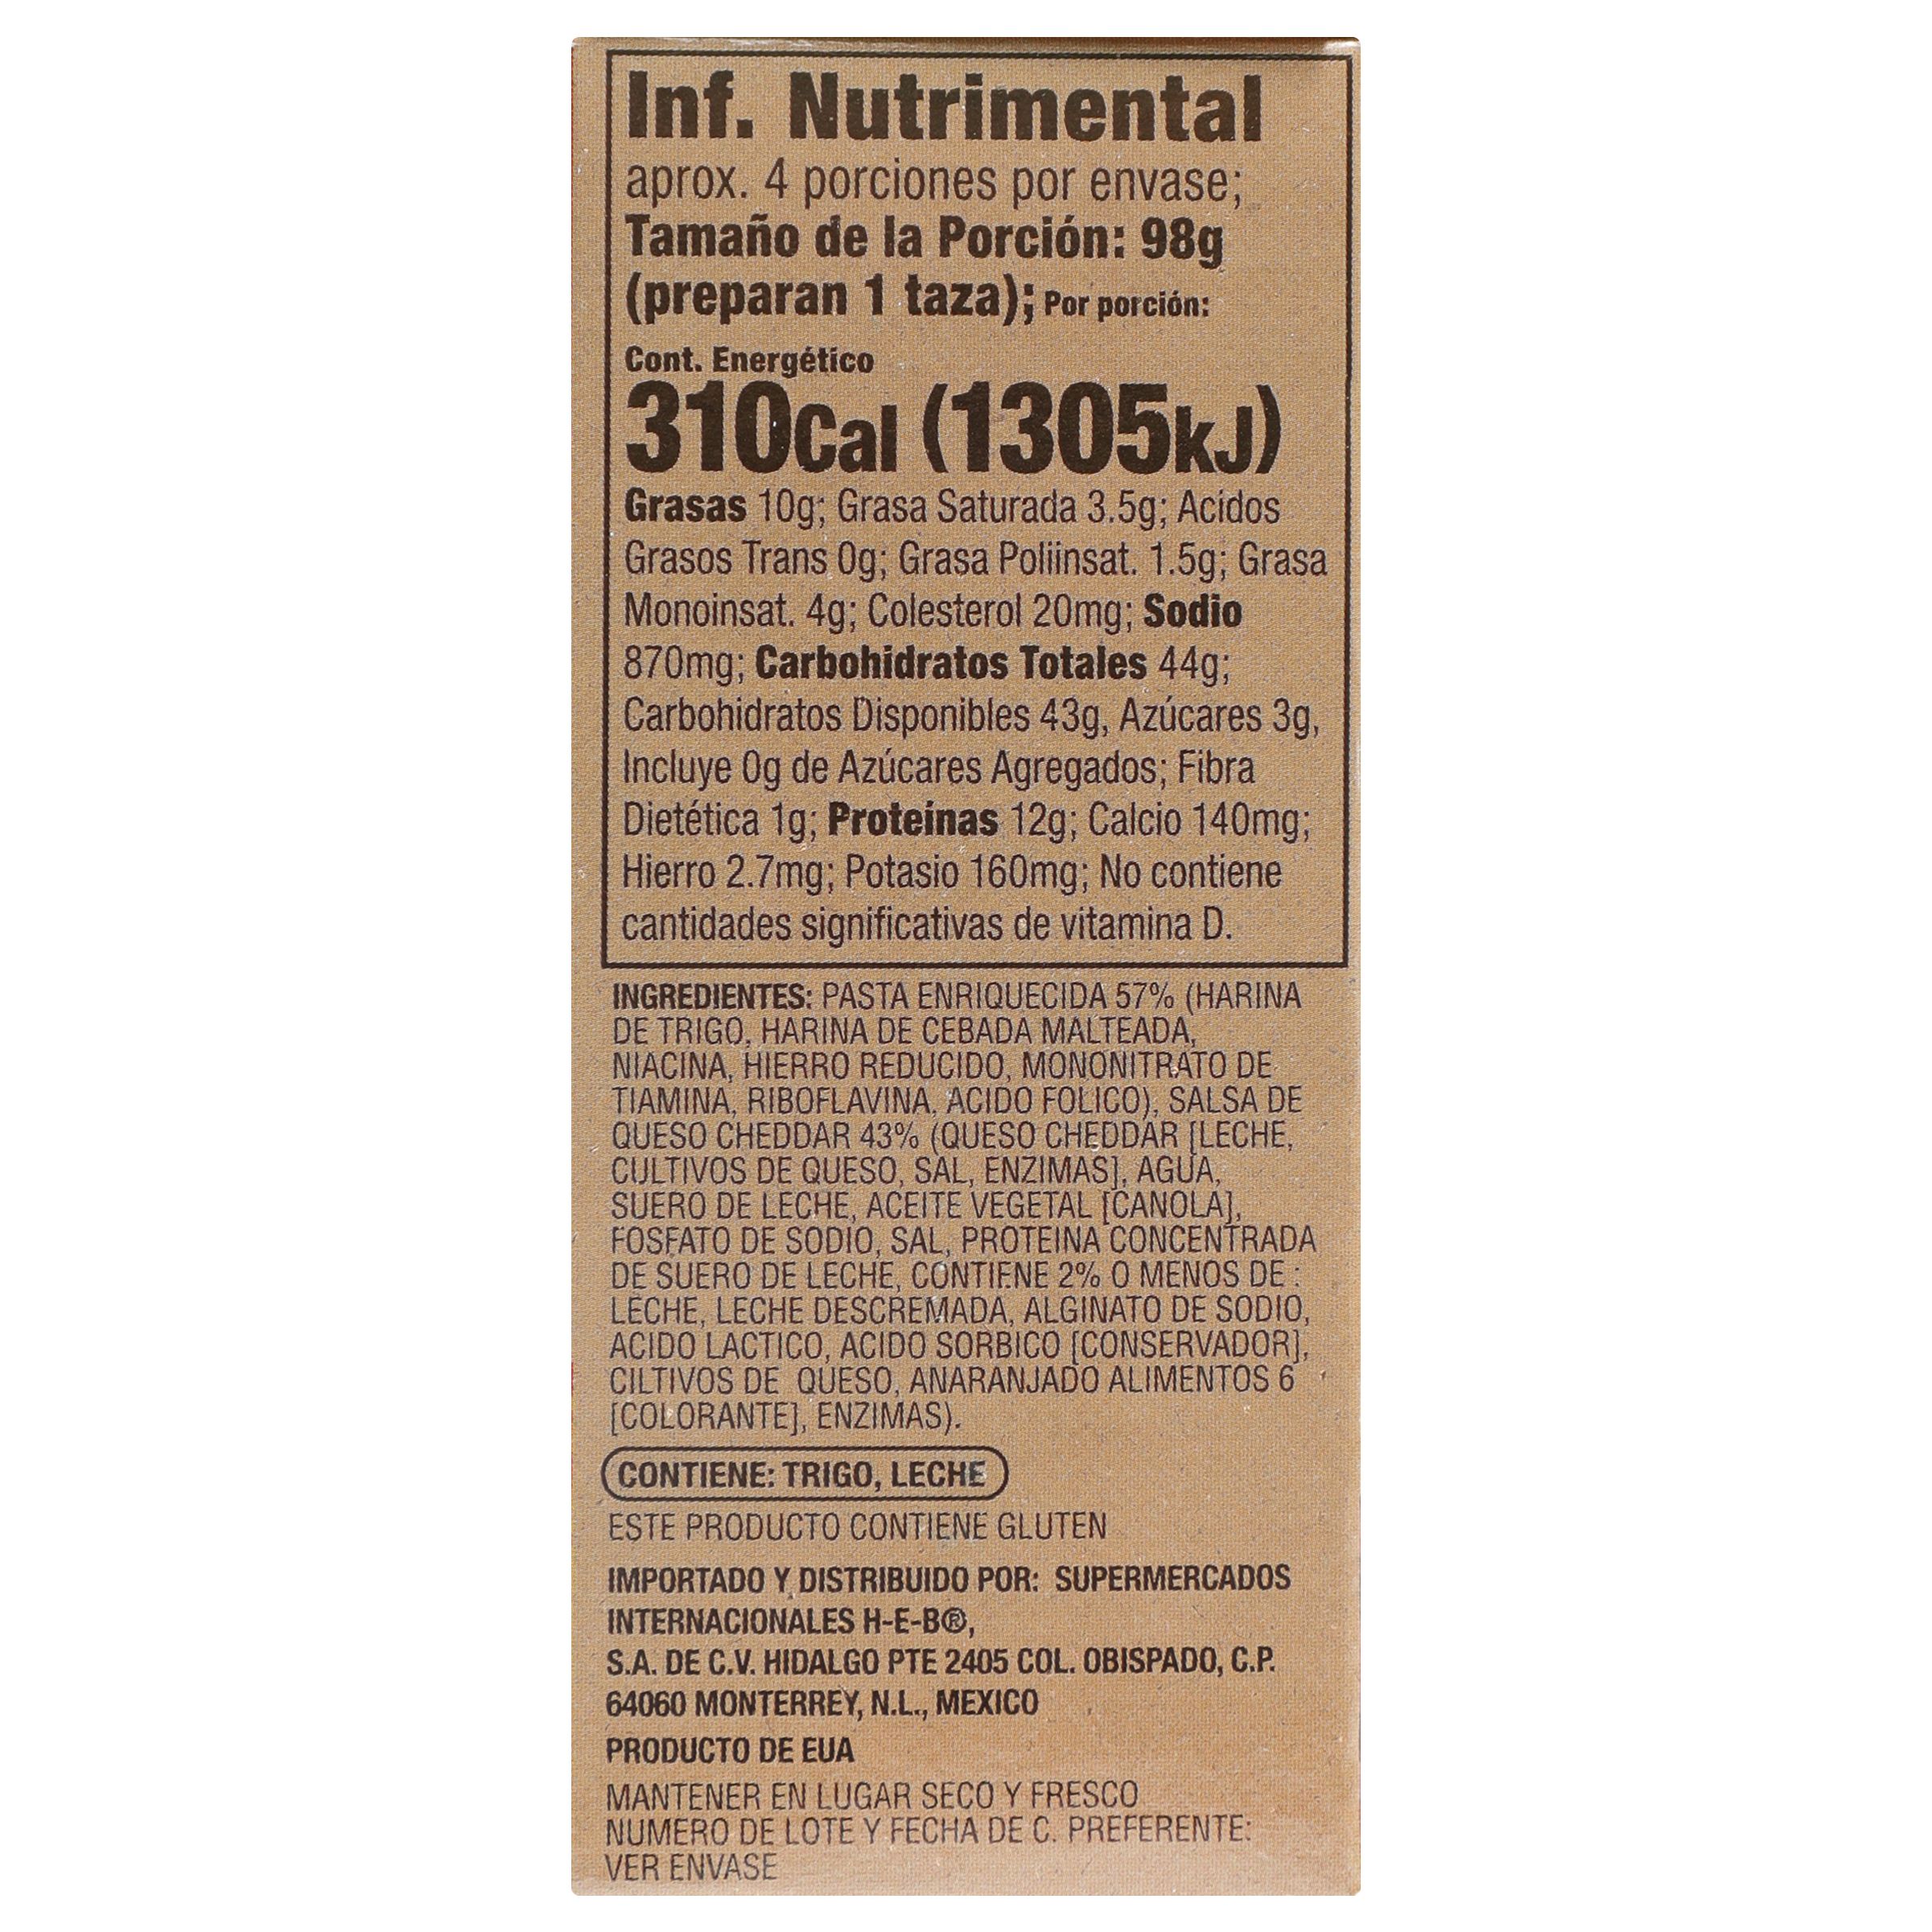 Inf. Nutrimental
aprox. 4 porciones por envase;
Tamaño de la Porción: 98g
(preparan 1 taza); Por porción:
Cont. Energético
310Cal (1305kJ)
Grasas 10g; Grasa Saturada 3.5g; Acidos
Grasos Trans 0g; Grasa Poliinsat. 1.5g; Grasa
Monoinsat. 4g; Colesterol 20mg; Sodio
870mg; Carbohidratos Totales 44g;
Carbohidratos Disponibles 43g, Azúcares 3g,
Incluye 0g de Azúcares Agregados; Fibra
Dietética 1g; Proteínas 12g; Calcio 140mg;
Hierro 2.7mg; Potasio 160mg; No contiene
cantidades significativas de vitamina D.
INGREDIENTES: PASTA ENRIQUECIDA 57% (HARINA
DE TRIGO, HARINA DE CEBADA MALTEADA,
NIACINA, HIERRO REDUCIDO, MONONITRATO DE
TIAMINA, RIBOFLAVINA, ACIDO FOLICO), SALSA DE
QUESO CHEDDAR 43% (QUESO CHEDDAR [LECHE,
CULTIVOS DE QUESO, SAL, ENZIMAS], AGUA,
SUERO DE LECHE, ACEITE VEGETAL [CANOLA],
FOSFATO DE SODIO, SAL, PROTEINA CONCENTRADA
DE SUERO DE LECHE, CONTIENE 2% O MENOS DE :
LECHE, LECHE DESCREMADA, ALGINATO DE SODIO,
ACIDO LACTICO, ACIDO SORBICO [CONSERVADOR],
CILTIVOS DE QUESO, ANARANJADO ALIMENTOS 6
[COLORANTE], ENZIMAS).
CONTIENE: TRIGO, LECHE
ESTE PRODUCTO CONTIENE GLUTEN
IMPORTADO Y DISTRIBUIDO POR: SUPERMERCADOS
INTERNACIONALES H-E-B®,
S.A. DE C.V. HIDALGO PTE 2405 COL. OBISPADO, C.P.
64060 MONTERREY, N.L., MEXICO
PRODUCTO DE EUA
MANTENER EN LUGAR SECO Y FRESCO
NUMERO DE LOTE Y FECHA DE C. PREFERENTE:
VER ENVASE